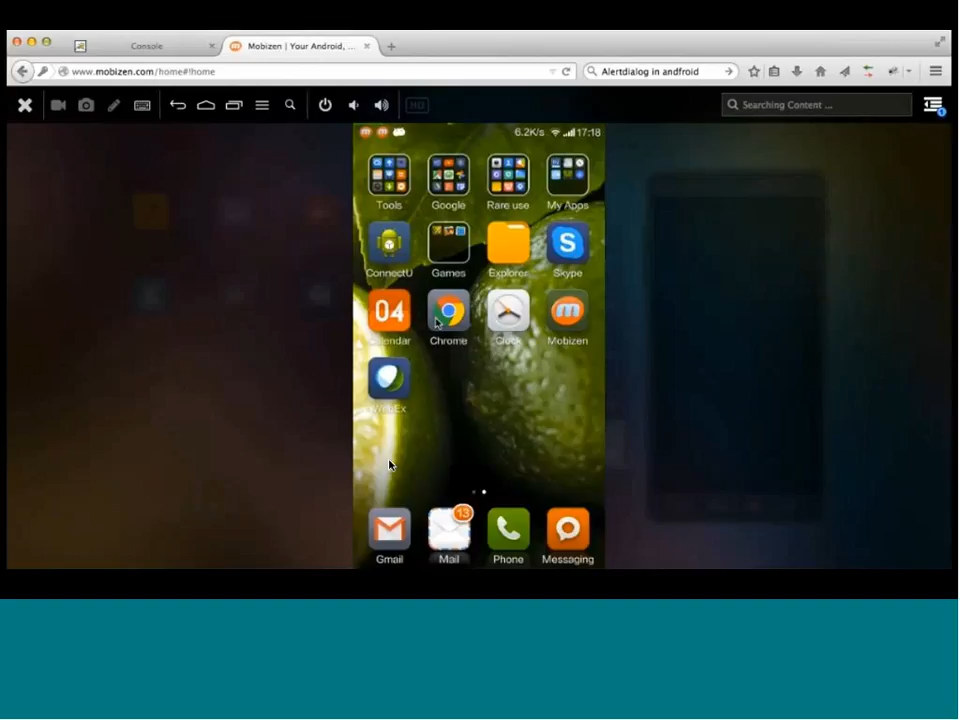 Console
Mobizen | Your Android, ...
www.mobizen.com/home#!home
Alertdialog in andfroid
HD
Searching Content ...
1
6.2K/s 17:18
Tools Google Rare use My Apps
ConnectU Games Explorer Skype
04
Calendar Chrome Clock Mobizen
WebEx
13
Gmail Mail Phone Messaging